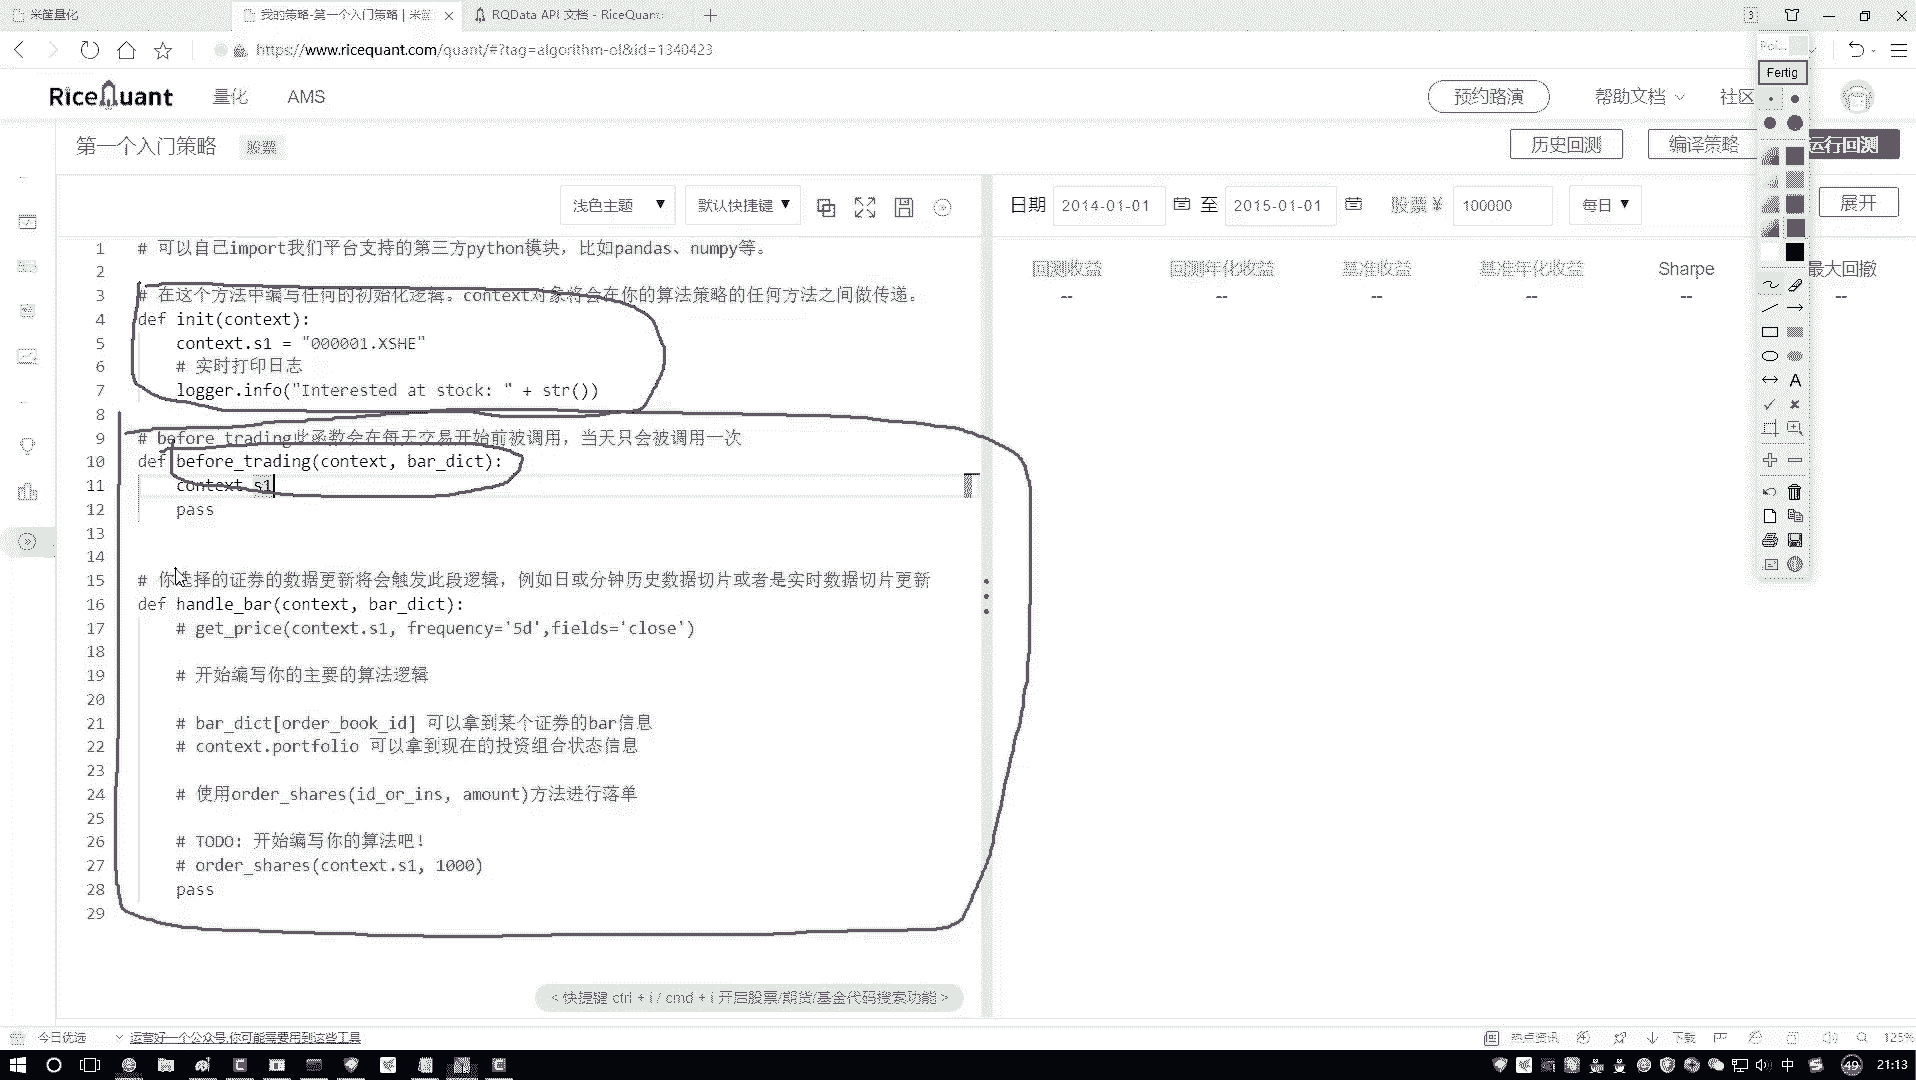 米筐量化
我的策略-第一个入门策略 | 米筐
RQData API 文档 - RiceQuant
https://www.ricequant.com/quant/#?tag=algorithm-ol&id=1340423
Fertig
RiceQuant
量化
AMS
预约路演
帮助文档
社区
第一个入门策略
股票
历史回测
编译策略
运行回测
浅色主题
默认快捷键
日期
2014-01-01
至
2015-01-01
股票 ¥
100000
每日
展开
1 # 可以自己import我们平台支持的第三方python模块，比如pandas、numpy等。
2
3 # 在这个方法中编写任何的初始化逻辑。context对象将会在你的算法策略的任何方法之间做传递。
4 def init(context):
5 context.s1 = "000001.XSHE"
6 # 实时打印日志
7 logger.info("Interested at stock: " + str())
8
9 # before_trading此函数会在每天交易开始前被调用，当天只会被调用一次
10 def before_trading(context, bar_dict):
11 context.s1
12 pass
13
14
15 # 你选择的证券的数据更新将会触发此段逻辑，例如日或分钟历史数据切片或者是实时数据切片更新
16 def handle_bar(context, bar_dict):
17 # get_price(context.s1, frequency='5d',fields='close')
18
19 # 开始编写你的主要的算法逻辑
20
21 # bar_dict[order_book_id] 可以拿到某个证券的bar信息
22 # context.portfolio 可以拿到现在的投资组合状态信息
23
24 # 使用order_shares(id_or_ins, amount)方法进行落单
25
26 # TODO: 开始编写你的算法吧！
27 # order_shares(context.s1, 1000)
28 pass
29
回测收益 回测年化收益 基准收益 基准年化收益 Sharpe 最大回撤
-- -- -- -- -- --
< 快捷键 ctrl + i / cmd + i 开启股票/期货/基金代码搜索功能 >
今日优选
运营好一个公众号,你可能需要用到这些工具
热点资讯
下载
125%
中
49
21:13